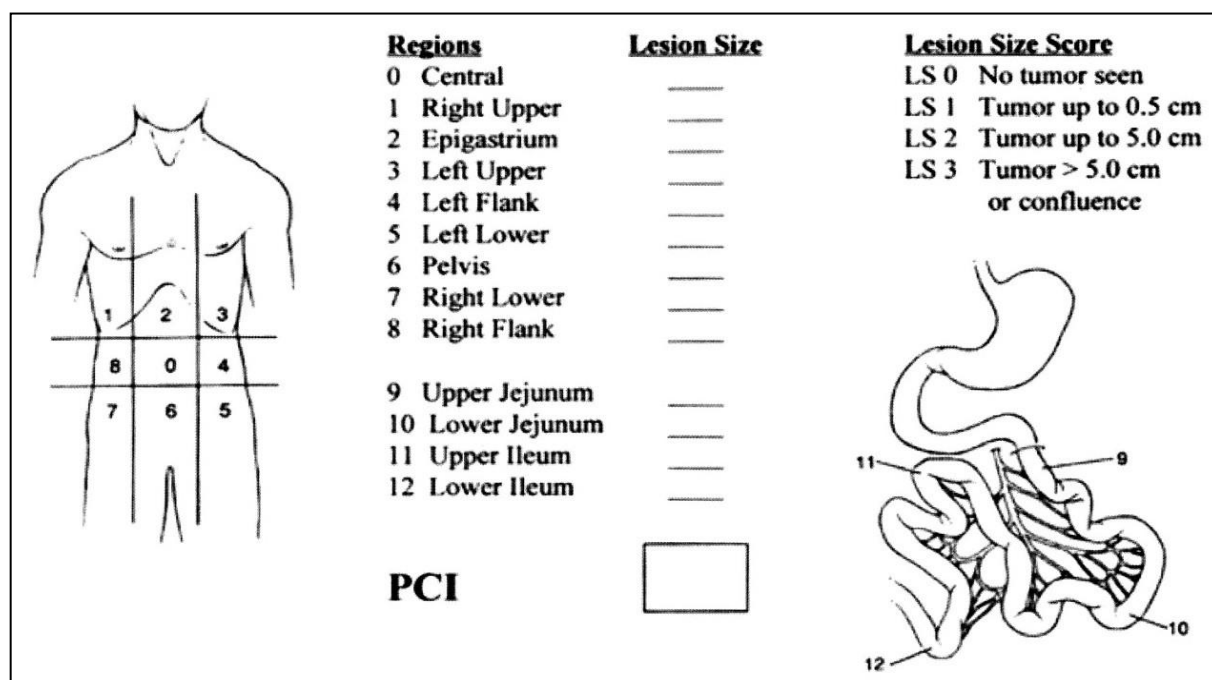 Regions
Lesion Size
0 Central
1 Right Upper
2 Epigastrium
3 Left Upper
4 Left Flank
5 Left Lower
6 Pelvis
7 Right Lower
8 Right Flank
9 Upper Jejunum
10 Lower Jejunum
11 Upper Ileum
12 Lower Ileum
PCI
Lesion Size Score
LS 0 No tumor seen
LS 1 Tumor up to 0.5 cm
LS 2 Tumor up to 5.0 cm
LS 3 Tumor > 5.0 cm
or confluence
1 2 3
8 0 4
7 6 5
11
9
10
12